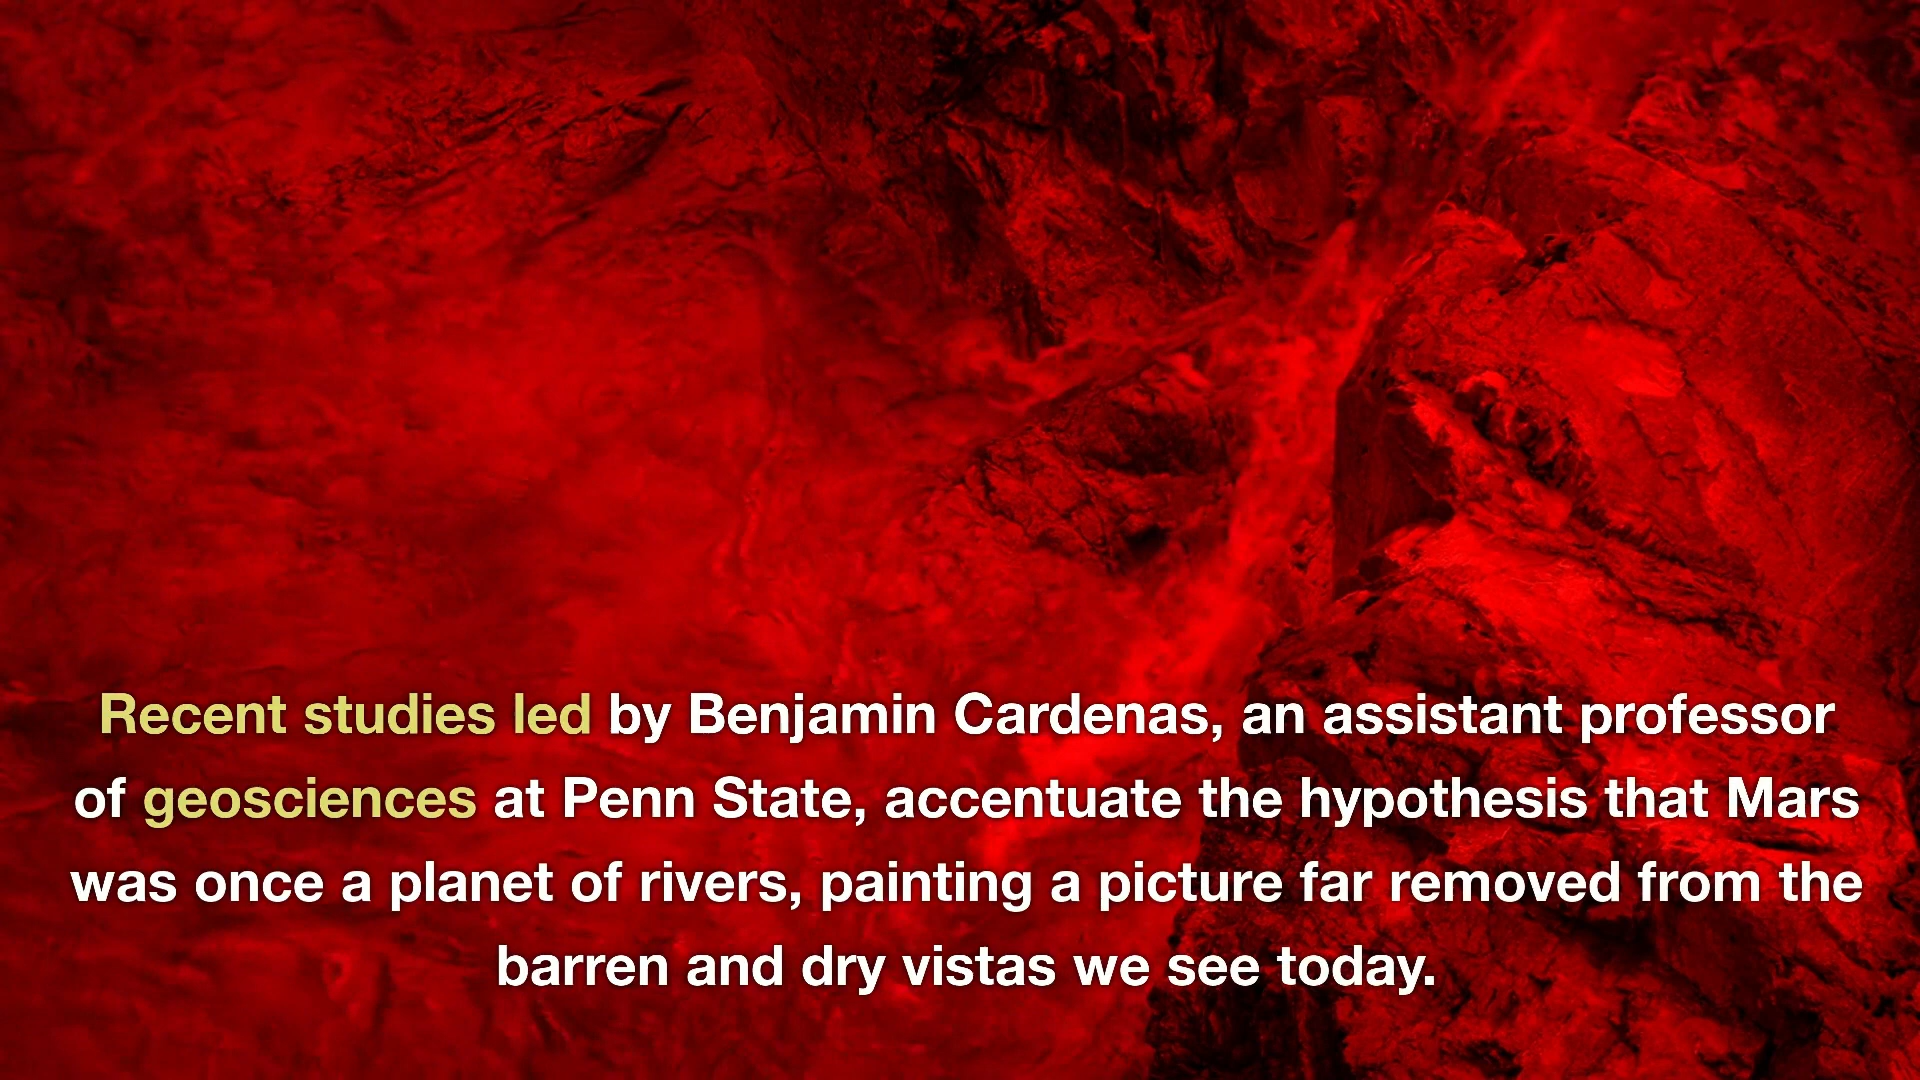 Recent studies led by Benjamin Cardenas, an assistant professor
of geosciences at Penn State, accentuate the hypothesis that Mars
was once a planet of rivers, painting a picture far removed from the
barren and dry vistas we see today.